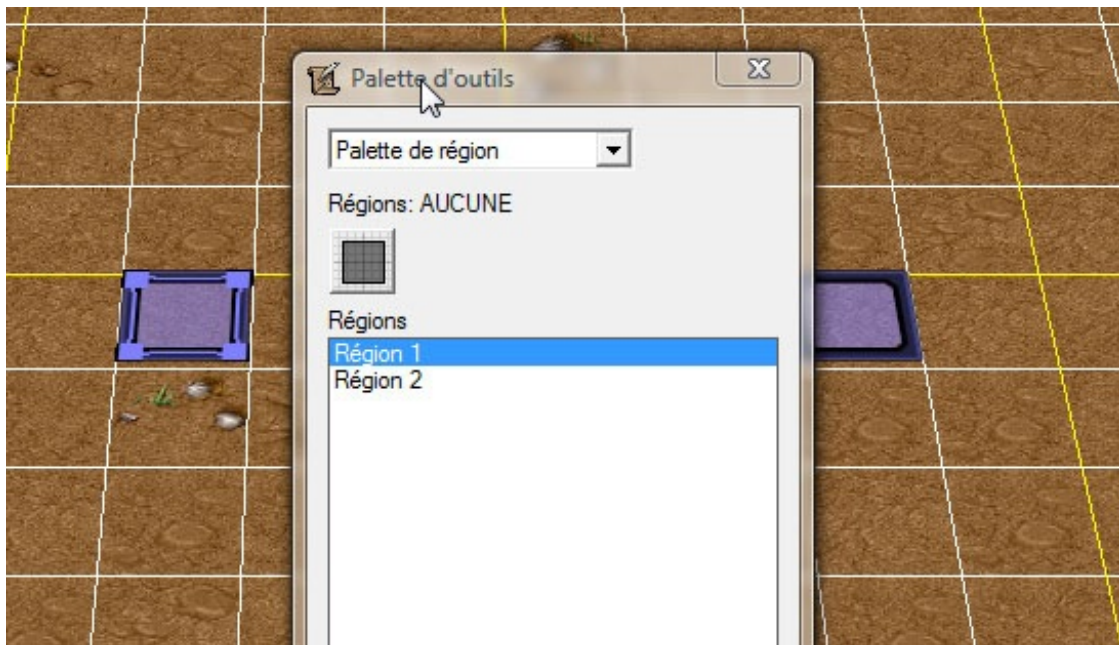 Palette d'outils
Palette de région
Régions: AUCUNE
Régions
Région 1
Région 2